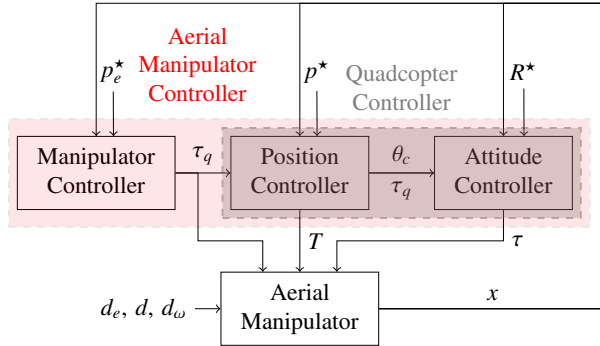 Aerial
Manipulator
Controller
p_e^★
p^★
Quadcopter
Controller
R^★
Manipulator
Controller
τ_q
Position
Controller
θ_c
τ_q
Attitude
Controller
T
τ
d_e, d, d_ω
Aerial
Manipulator
x